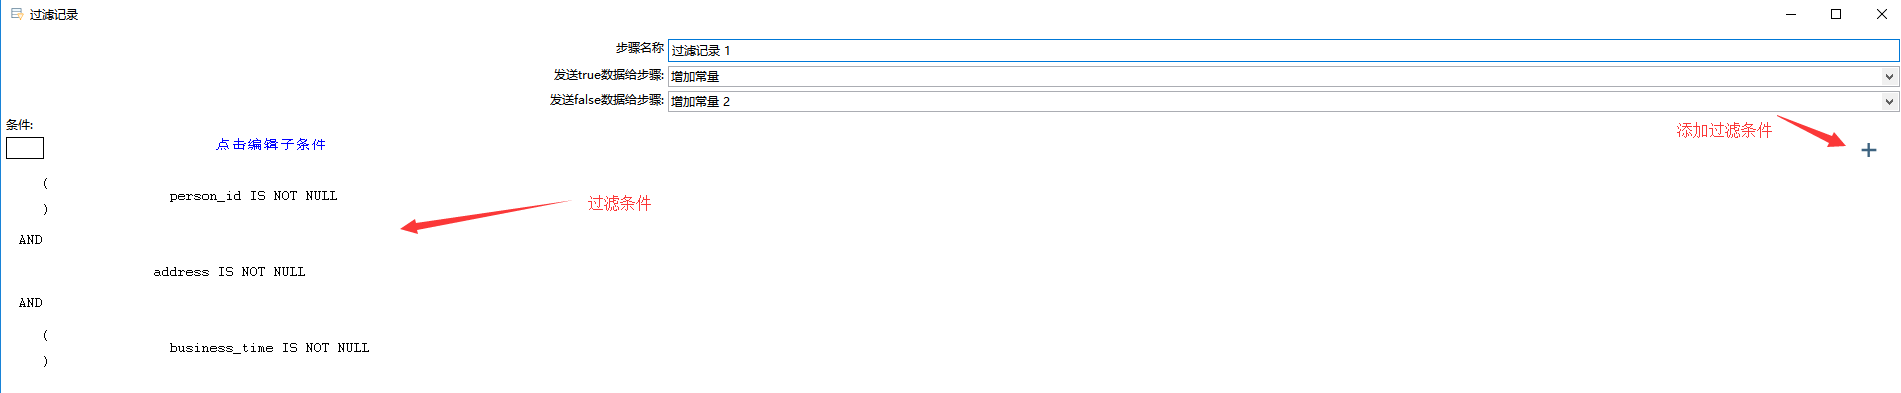 过滤记录
步骤名称 过滤记录 1
发送true数据给步骤: 增加常量
发送false数据给步骤: 增加常量 2
条件:
添加过滤条件
点击编辑子条件
(
person_id IS NOT NULL
过滤条件
)
AND
address IS NOT NULL
AND
(
business_time IS NOT NULL
)